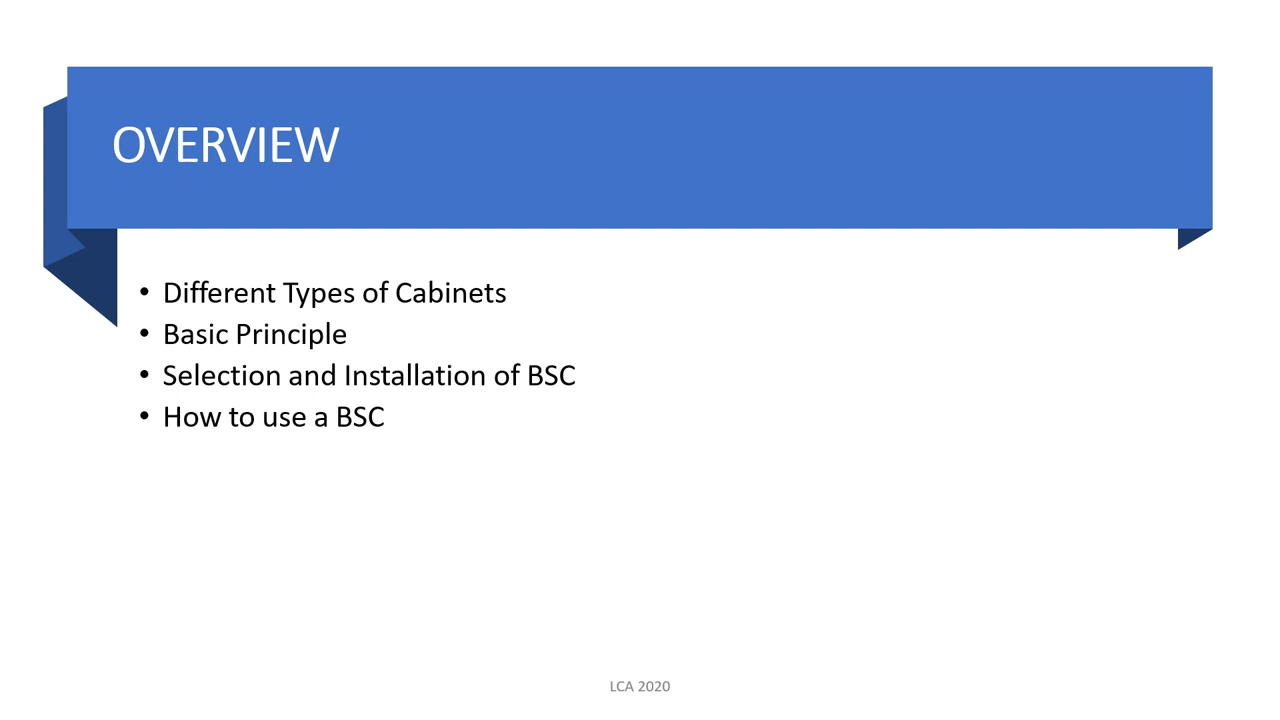 OVERVIEW
• Different Types of Cabinets
• Basic Principle
• Selection and Installation of BSC
• How to use a BSC
LCA 2020